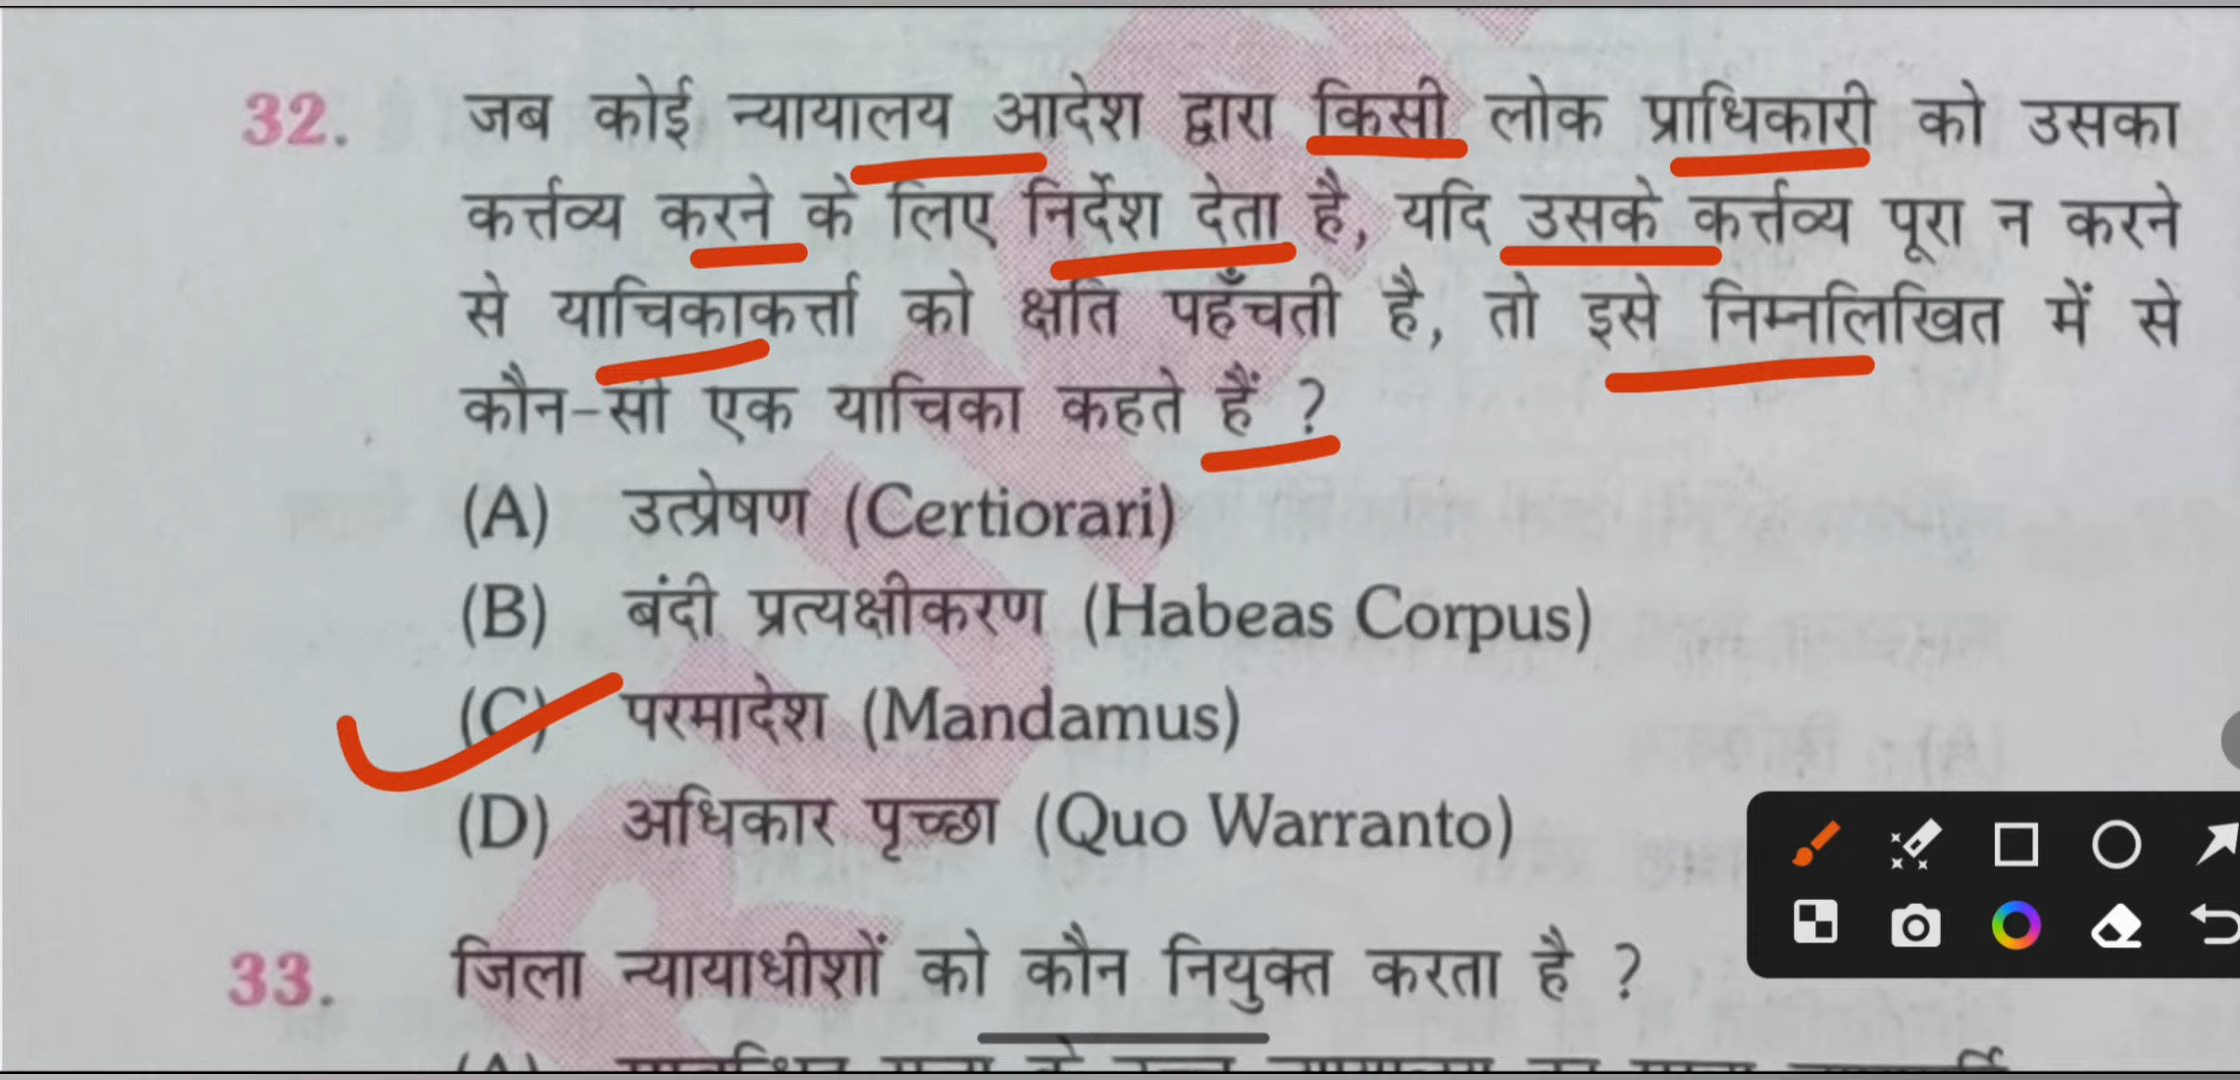 32. जब कोई न्यायालय आदेश द्वारा किसी लोक प्राधिकारी को उसका
कर्त्तव्य करने के लिए निर्देश देता है, यदि उसके कर्त्तव्य पूरा न करने
से याचिकाकर्त्ता को क्षति पहुँचती है, तो इसे निम्नलिखित में से
कौन-सी एक याचिका कहते हैं ?
(A) उत्प्रेषण (Certiorari)
(B) बंदी प्रत्यक्षीकरण (Habeas Corpus)
(C) परमादेश (Mandamus)
(D) अधिकार पृच्छा (Quo Warranto)
33. जिला न्यायाधीशों को कौन नियुक्त करता है ?
(A)